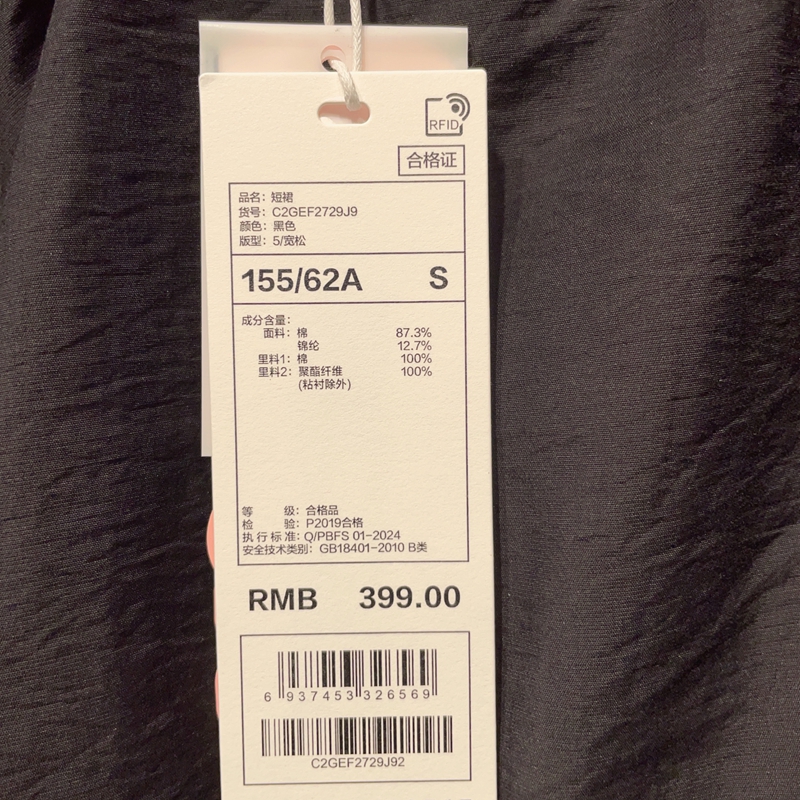 RFID
合格证
品名：短裙
货号：C2GEF2729J9
颜色：黑色
版型：5/宽松
155/62A S
成分含量：
面料：棉 87.3%
锦纶 12.7%
里料1：棉 100%
里料2：聚酯纤维 100%
(粘衬除外)
等 级：合格品
检 验：P2019合格
执行标准：Q/PBFS 01-2024
安全技术类别：GB18401-2010 B类
RMB 399.00
6 937453 326569
C2GEF2729J92